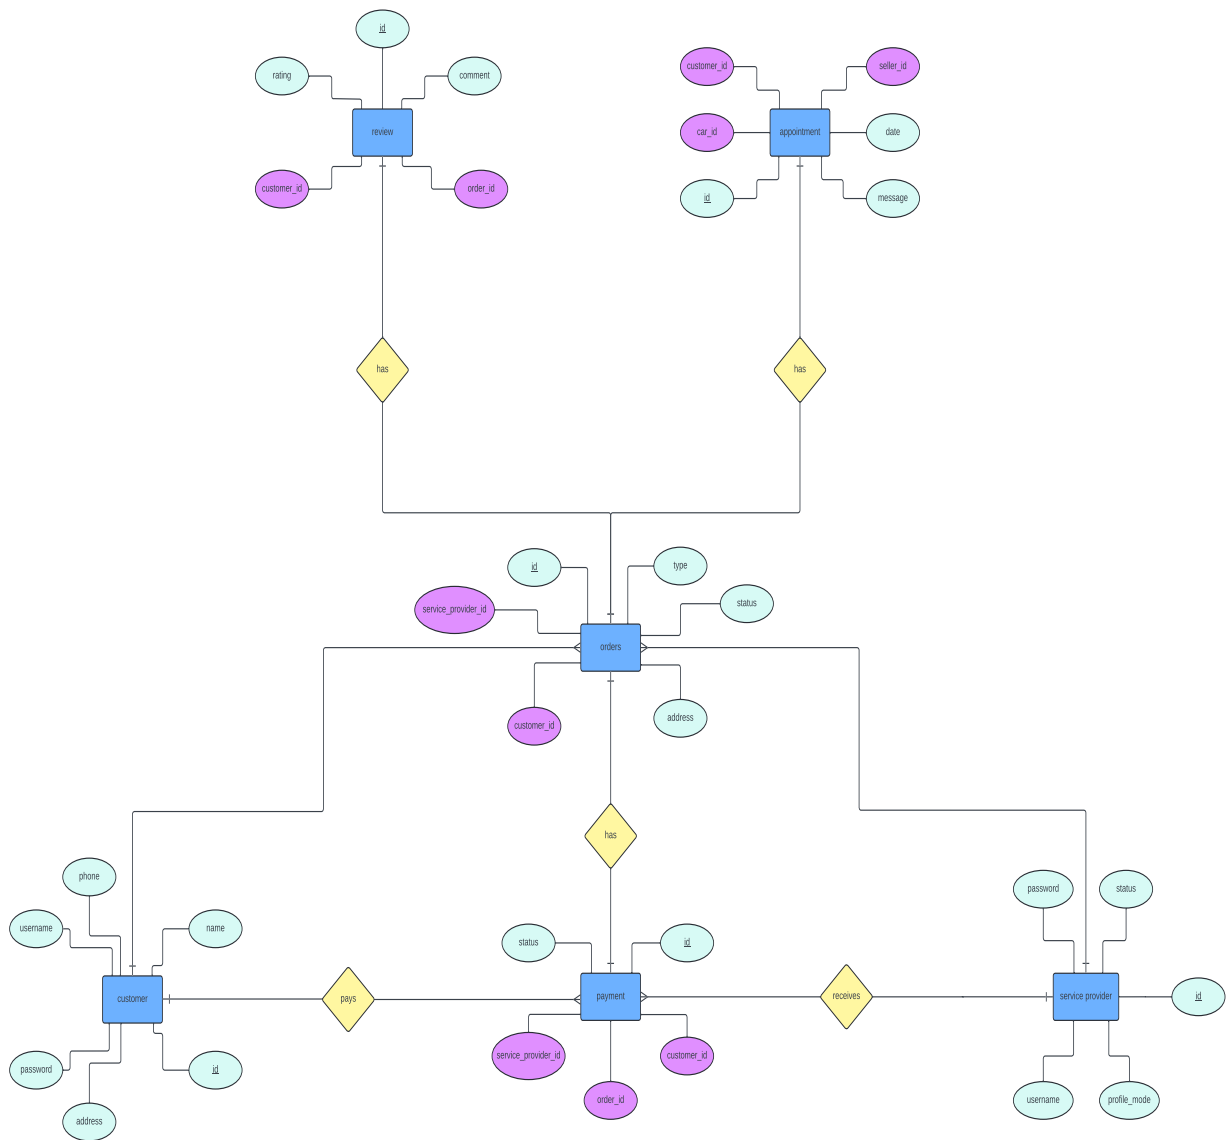 id
rating
comment
review
customer_id
order_id
customer_id
seller_id
car_id
appointment
date
id
message
has
has
id
type
service_provider_id
status
orders
customer_id
address
has
phone
username
name
customer
pays
password
id
address
status
id
payment
service_provider_id
customer_id
order_id
receives
password
status
service provider
id
username
profile_mode